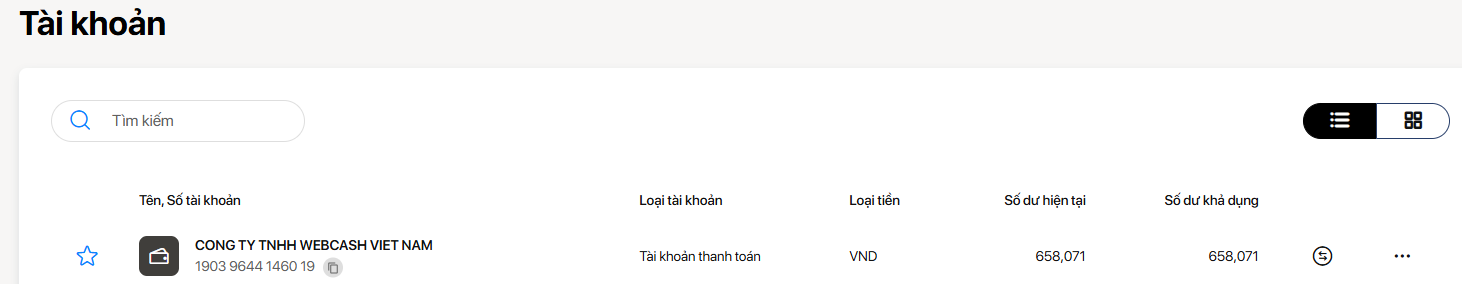 Tài khoản
Tìm kiếm
Tên, Số tài khoản Loại tài khoản Loại tiền Số dư hiện tại Số dư khả dụng
CONG TY TNHH WEBCASH VIET NAM
1903 9644 1460 19 Tài khoản thanh toán VND 658,071 658,071